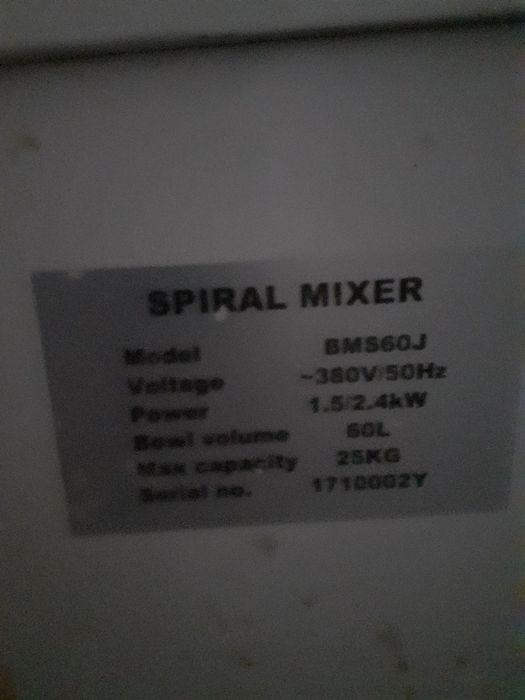 SPIRAL MIXER
Model BMS60J
Voltage ~380V/50Hz
Power 1.5/2.4kW
Bowl volume 60L
Max capacity 25KG
Serial no. 1710002Y